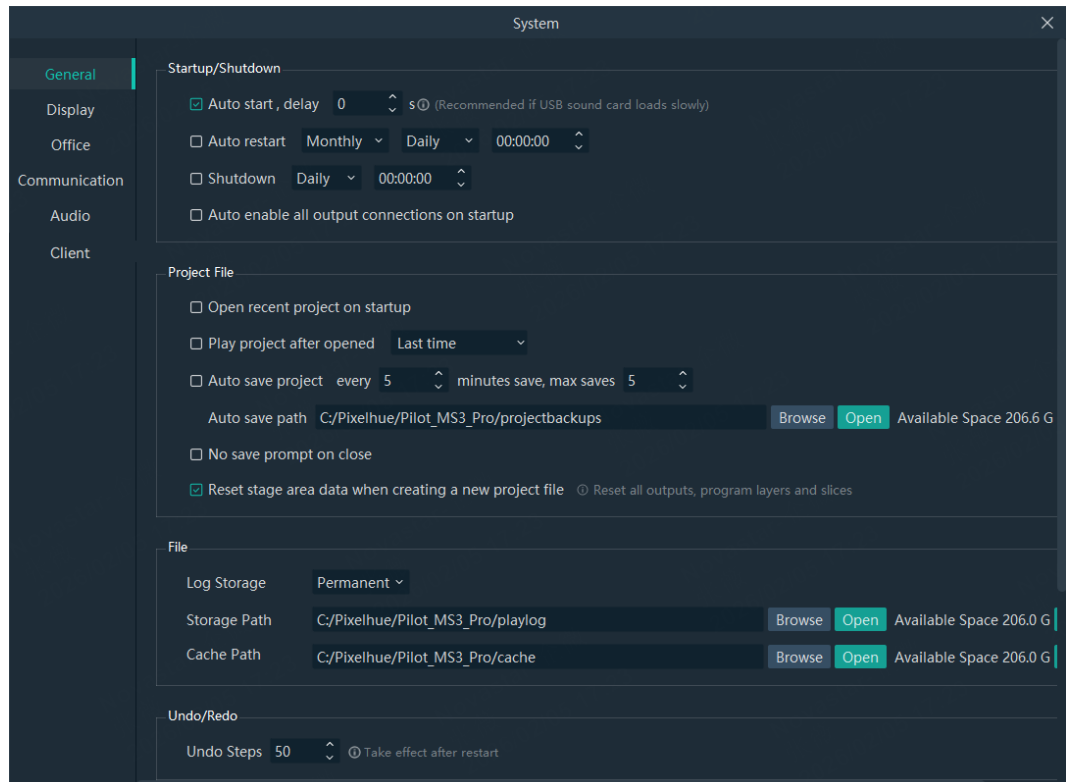 System
General
Display
Office
Communication
Audio
Client
Startup/Shutdown
Auto start , delay 0 s (Recommended if USB sound card loads slowly)
Auto restart Monthly Daily 00:00:00
Shutdown Daily 00:00:00
Auto enable all output connections on startup
Project File
Open recent project on startup
Play project after opened Last time
Auto save project every 5 minutes save, max saves 5
Auto save path C:/Pixelhue/Pilot_MS3_Pro/projectbackups Browse Open Available Space 206.6 G
No save prompt on close
Reset stage area data when creating a new project file Reset all outputs, program layers and slices
File
Log Storage Permanent
Storage Path C:/Pixelhue/Pilot_MS3_Pro/playlog Browse Open Available Space 206.0 G
Cache Path C:/Pixelhue/Pilot_MS3_Pro/cache Browse Open Available Space 206.0 G
Undo/Redo
Undo Steps 50 Take effect after restart